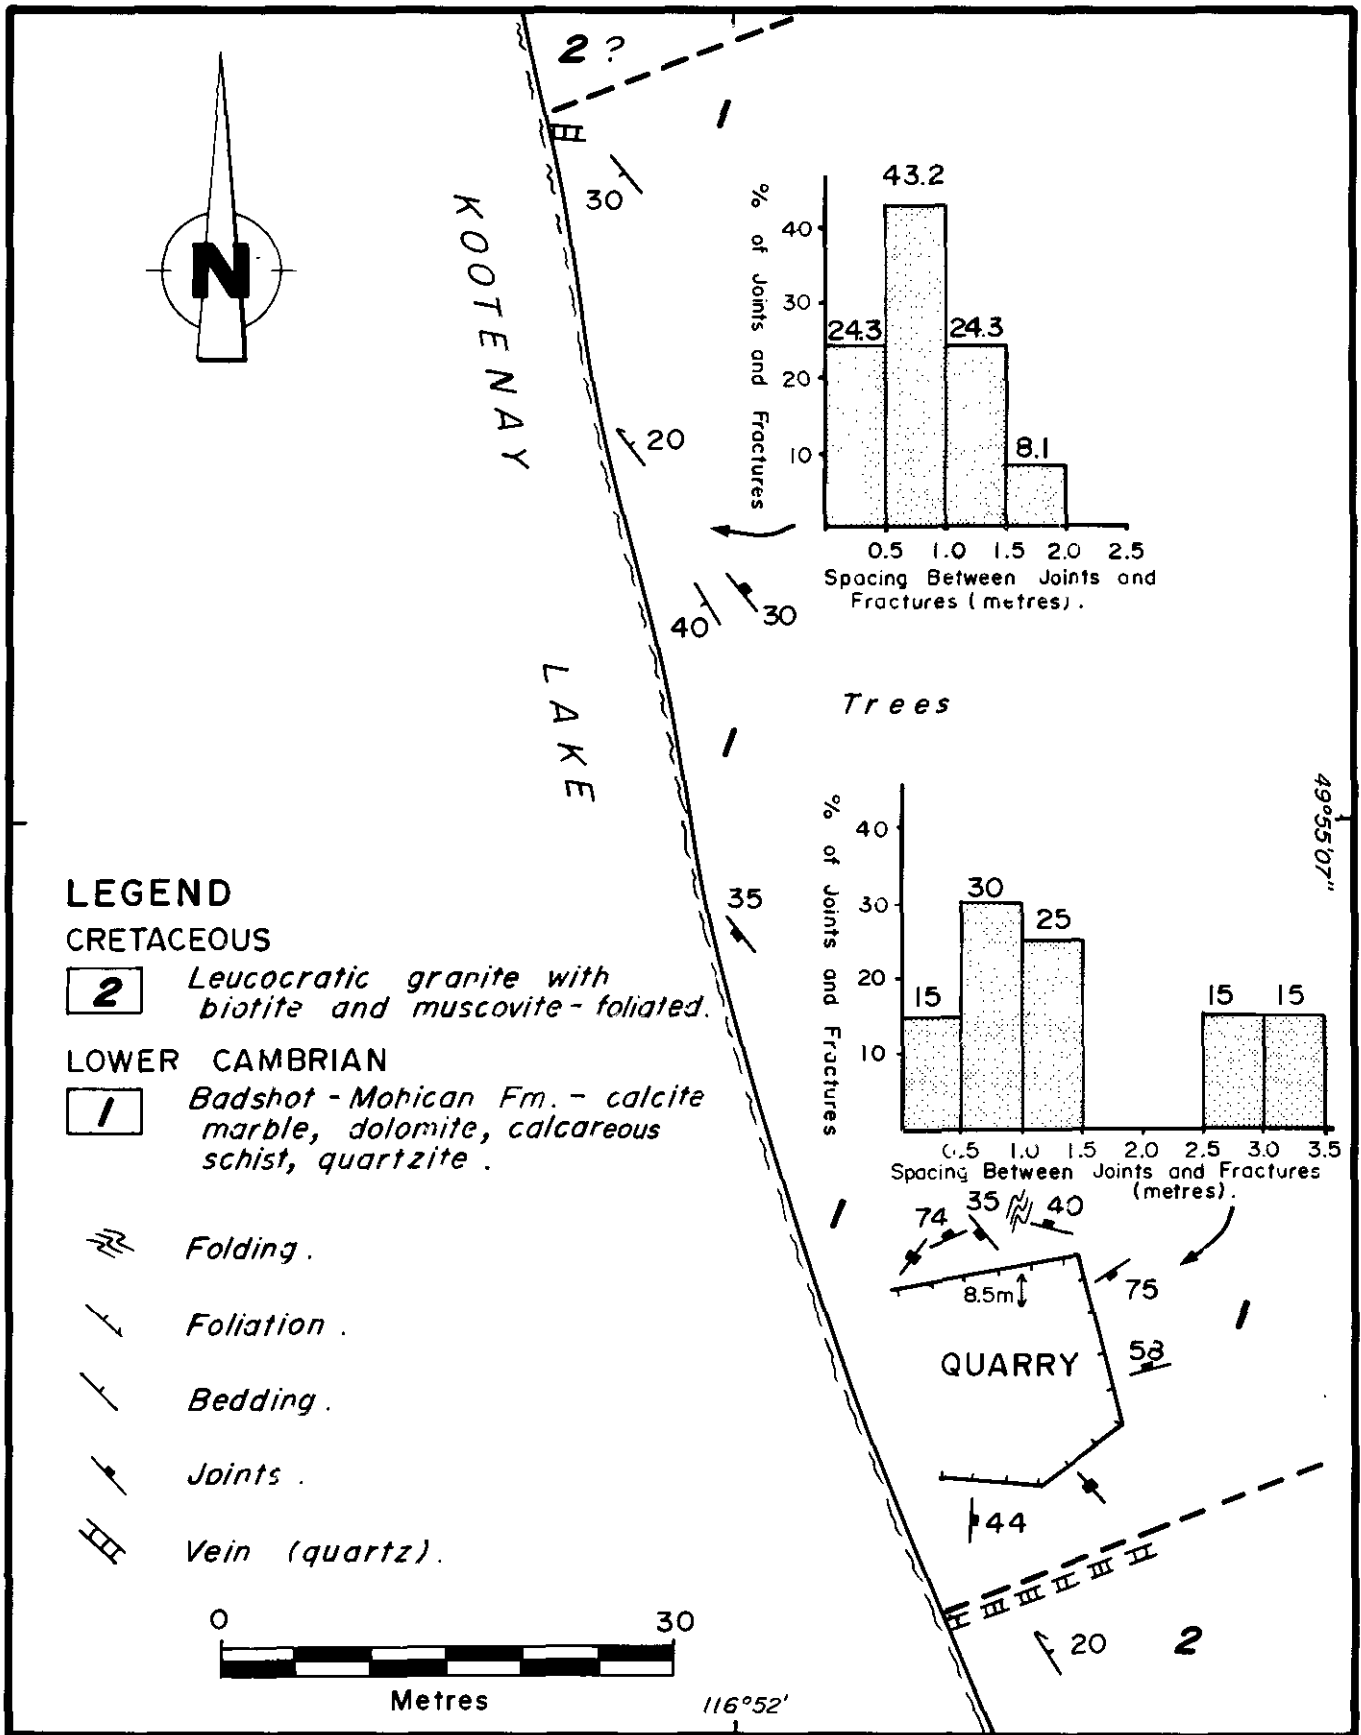 2 ?
1
N
30
KOOTENAY
% of Joints and Fractures
43.2
40
30
24.3
24.3
20
8.1
10
0.5 1.0 1.5 2.0 2.5
Spacing Between Joints and
Fractures (metres).
20
40
30
LAKE
Trees
1
49°55'07"
% of Joints and Fractures
40
30
30
25
20
15
15
15
10
0.5 1.0 1.5 2.0 2.5 3.0 3.5
Spacing Between Joints and Fractures
(metres).
35
LEGEND
CRETACEOUS
2
Leucocratic granite with
biotite and muscovite - foliated.
LOWER CAMBRIAN
1
Badshot - Mohican Fm. - calcite
marble, dolomite, calcareous
schist, quartzite .
Folding .
Foliation .
Bedding .
Joints .
Vein (quartz).
1
74
35
40
75
8.5m
1
QUARRY
58
44
20
2
0
30
Metres
116°52'